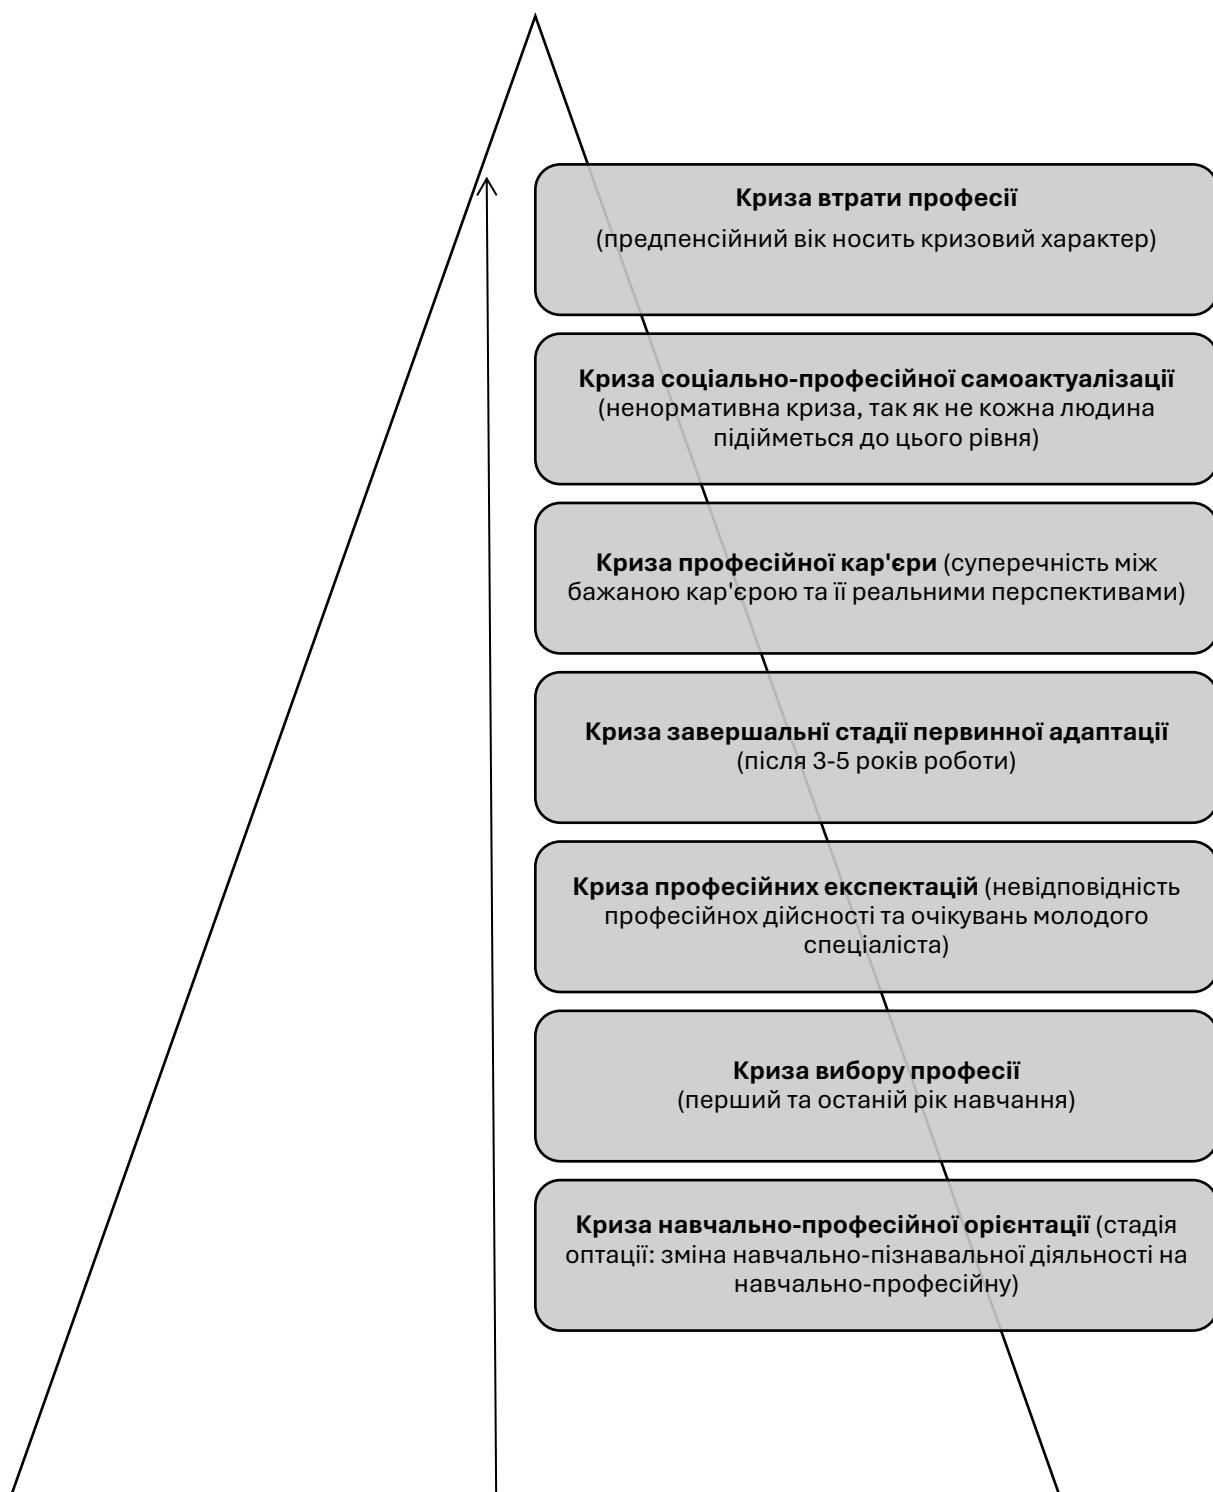 Криза втрати професії
(предпенсійний вік носить кризовий характер)
Криза соціально-професійної самоактуалізації
(ненормативна криза, так як не кожна людина
підіймється до цього рівня)
Криза професійної кар'єри (суперечність між
бажаною кар'єрою та її реальними перспективами)
Криза завершальнї стадії первинної адаптації
(після 3-5 років роботи)
Криза професійних експектацій (невідповідність
професійнох дійсності та очікувань молодого
спеціаліста)
Криза вибору професії
(перший та останій рік навчання)
Криза навчально-професійної орієнтації (стадія
оптації: зміна навчально-пізнавальної діяльності на
навчально-професійну)